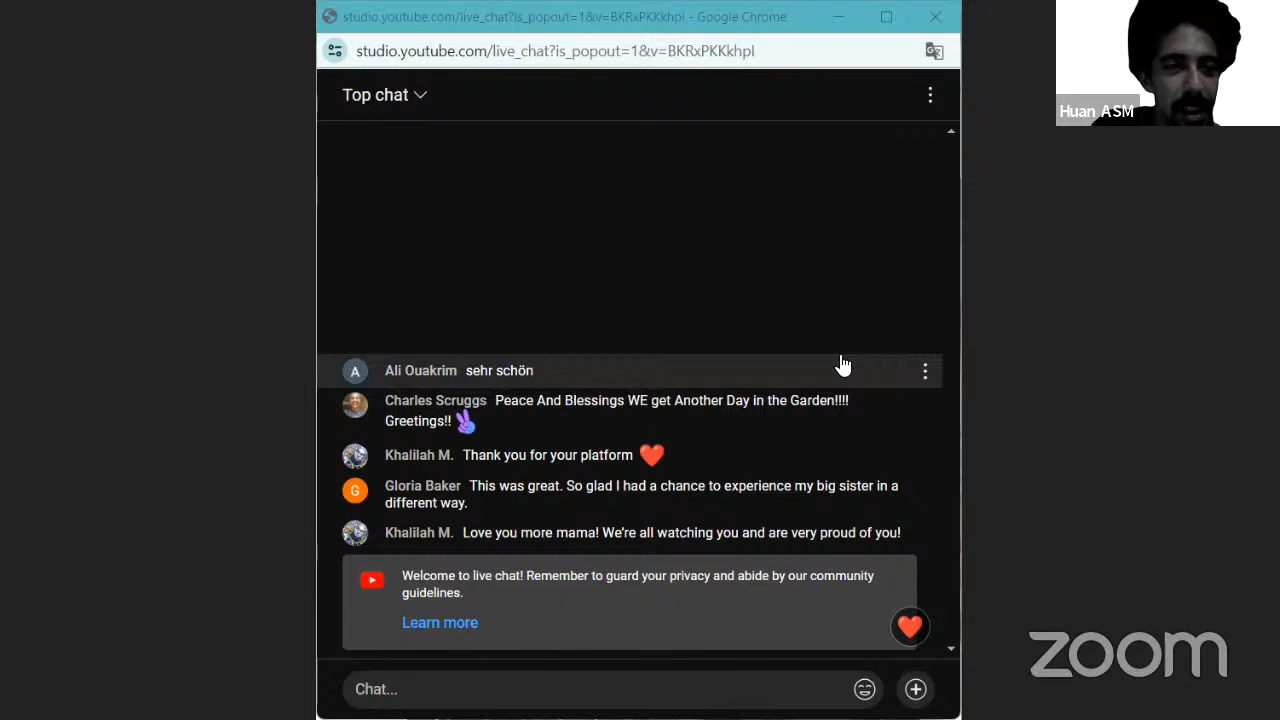 studio.youtube.com/live_chat?is_popout=1&v=BKRxPKKkhpI - Google Chrome
studio.youtube.com/live_chat?is_popout=1&v=BKRxPKKkhpI
Huan ASM
Top chat
A Ali Ouakrim sehr schön
Charles Scruggs Peace And Blessings WE get Another Day in the Garden!!!!
Greetings!!
Khalilah M. Thank you for your platform ❤️
G Gloria Baker This was great. So glad I had a chance to experience my big sister in a
different way.
Khalilah M. Love you more mama! We're all watching you and are very proud of you!
Welcome to live chat! Remember to guard your privacy and abide by our community
guidelines.
Learn more
Chat...
zoom